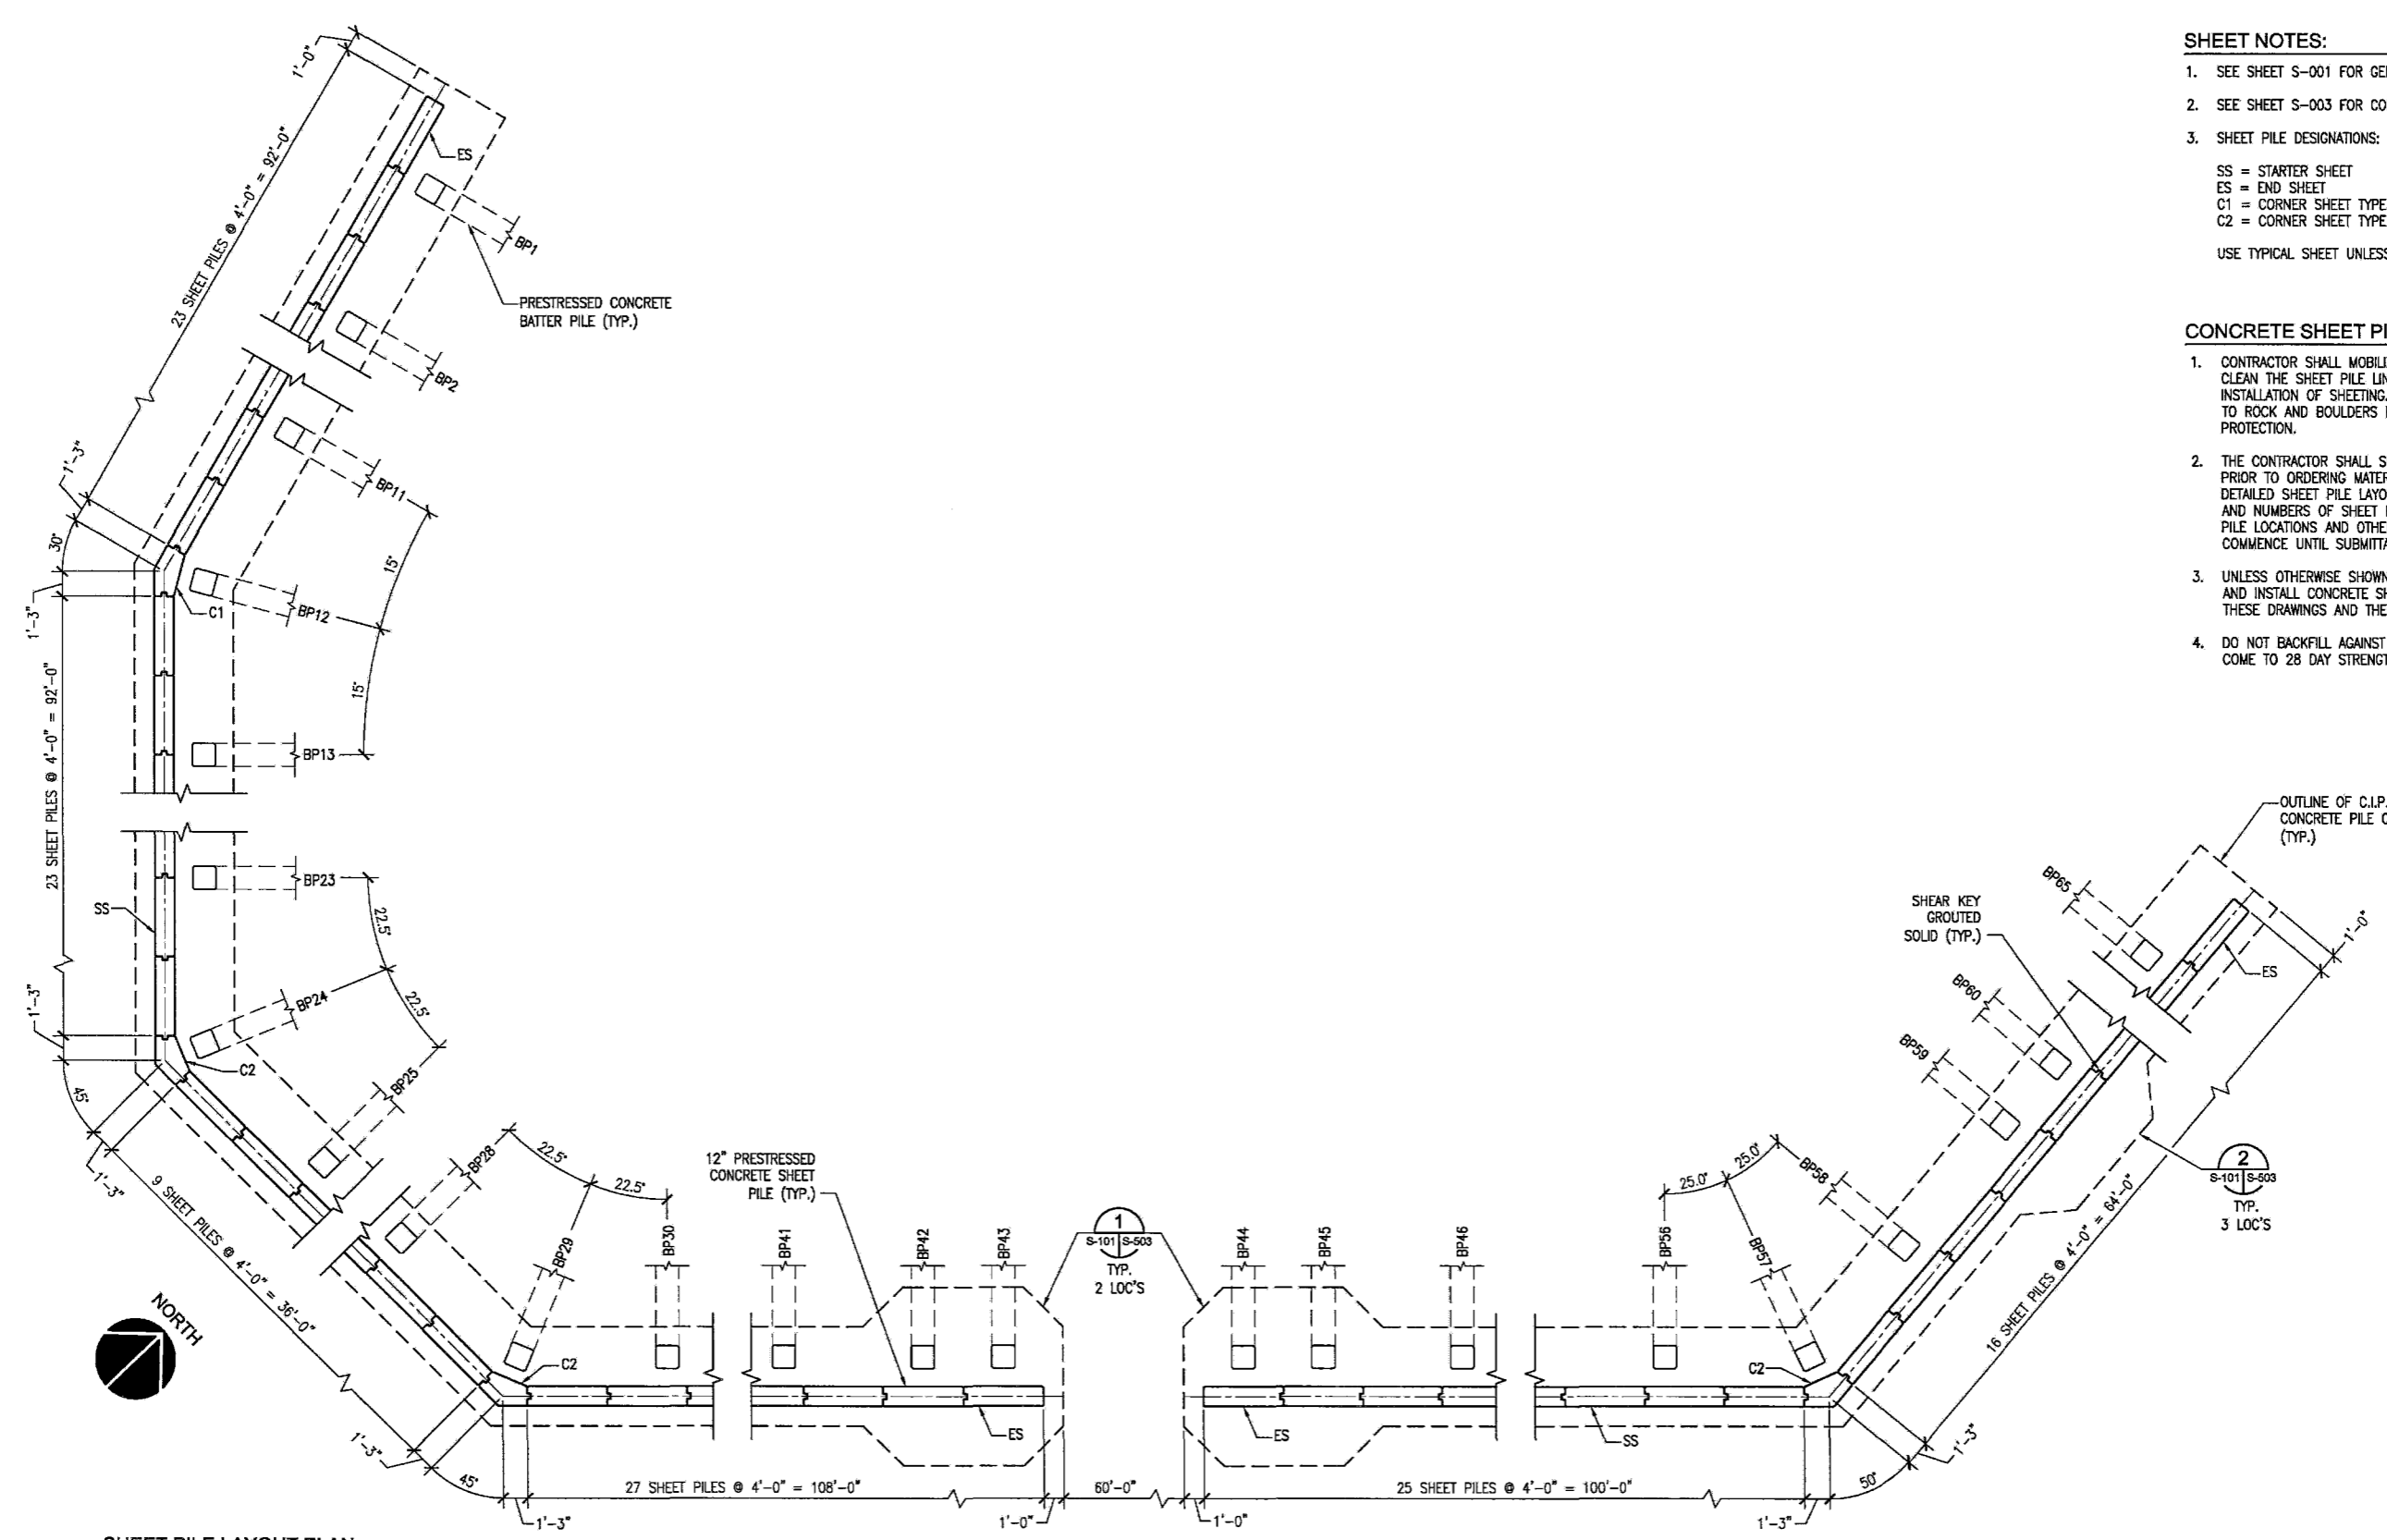 SHEET NOTES:
1. SEE SHEET S-001 FOR
2. SEE SHEET S-003 FOR
3. SHEET PILE DESIGNATIONS:
SS = STARTER SHEET
ES = END SHEET
C1 = CORNER SHEET TYPE
C2 = CORNER SHEET TYPE
USE TYPICAL SHEET
CONCRETE SHEET
1. CONTRACTOR SHALL
CLEAN THE SHEET PILE
INSTALLATION OF SHEETING.
TO ROCK AND BOULDERS
PROTECTION.
2. THE CONTRACTOR SHALL
PRIOR TO ORDERING
DETAILED SHEET PILE
AND NUMBERS OF SHEET
PILE LOCATIONS AND
COMMENCE UNTIL
3. UNLESS OTHERWISE SHOWN
AND INSTALL CONCRETE
THESE DRAWINGS AND THE
4. DO NOT BACKFILL AGAINST
COME TO 28 DAY
1'-0"
23 SHEET PILES @ 4'-0" = 92'-0"
ES
BP1
PRESTRESSED CONCRETE
BATTER PILE (TYP.)
BP2
1'-3"
BP11
30°
15°
C1
BP12
1'-3"
15°
BP13
23 SHEET PILES @ 4'-0" = 92'-0"
BP23
SS
22.5°
BP24
22.5°
1'-3"
C2
BP25
45°
1'-3"
9 SHEET PILES @ 4'-0" = 36'-0"
BP28
22.5°
22.5°
BP29
BP30
12" PRESTRESSED
CONCRETE SHEET
PILE (TYP.)
BP41
BP42
BP43
1
S-101 S-503
TYP.
2 LOC'S
BP44
BP45
BP46
BP56
25.0°
25.0°
BP57
BP58
BP59
BP60
BP65
SHEAR KEY
GROUTED
SOLID (TYP.)
OUTLINE OF C.I.P.
CONCRETE PILE
(TYP.)
1'-0"
ES
2
S-101 S-503
TYP.
3 LOC'S
16 SHEET PILES @ 4'-0" = 64'-0"
NORTH
C2
ES
ES
SS
C2
1'-3"
45°
1'-3"
27 SHEET PILES @ 4'-0" = 108'-0"
1'-0"
60'-0"
1'-0"
25 SHEET PILES @ 4'-0" = 100'-0"
1'-3"
50°
1'-3"
SHEET PILE LAYOUT PLAN